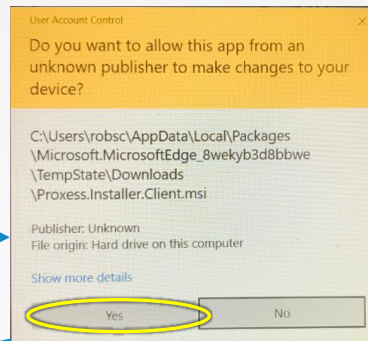 User Account Control
Do you want to allow this app from an
unknown publisher to make changes to your
device?
C:\Users\robsc\AppData\Local\Packages
\Microsoft.MicrosoftEdge_8wekyb3d8bbwe
\TempState\Downloads
\Proxess.Installer.Client.msi
Publisher: Unknown
File origin: Hard drive on this computer
Show more details
Yes
No